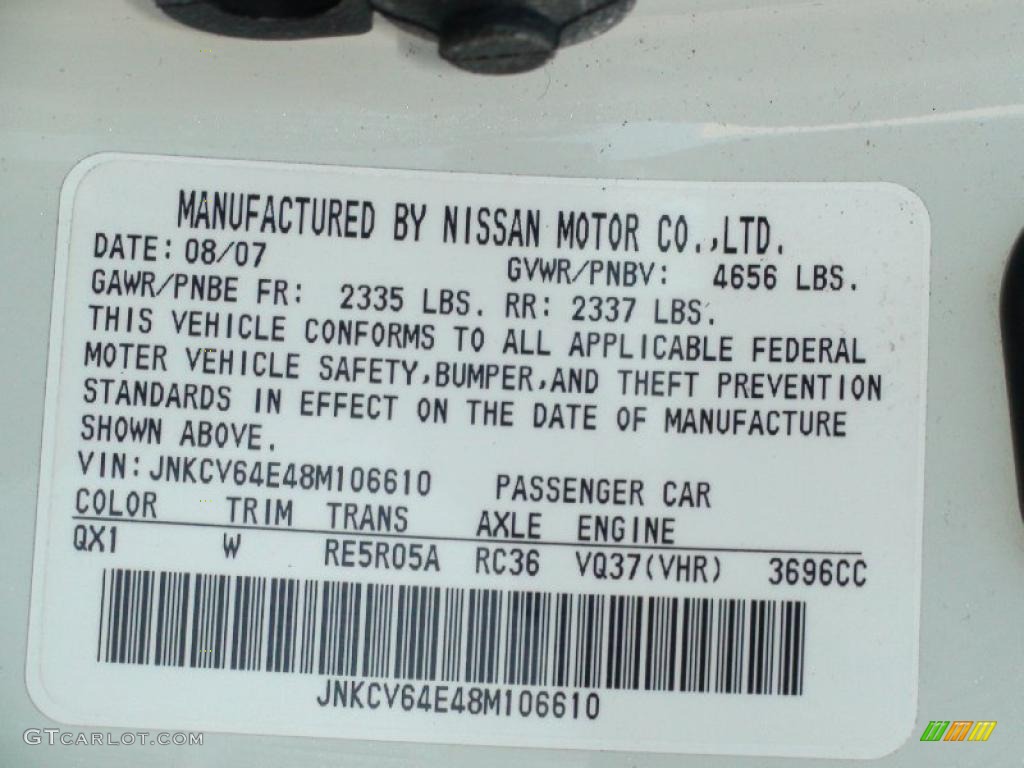 MANUFACTURED BY NISSAN MOTOR CO.,LTD.
DATE: 08/07 GVWR/PNBV: 4656 LBS.
GAWR/PNBE FR: 2335 LBS. RR: 2337 LBS.
THIS VEHICLE CONFORMS TO ALL APPLICABLE FEDERAL
MOTER VEHICLE SAFETY,BUMPER,AND THEFT PREVENTION
STANDARDS IN EFFECT ON THE DATE OF MANUFACTURE
SHOWN ABOVE.
VIN: JNKCV64E48M106610 PASSENGER CAR
COLOR TRIM TRANS AXLE ENGINE
QX1 W RE5R05A RC36 VQ37(VHR) 3696CC
JNKCV64E48M106610
GTCARLOT.COM